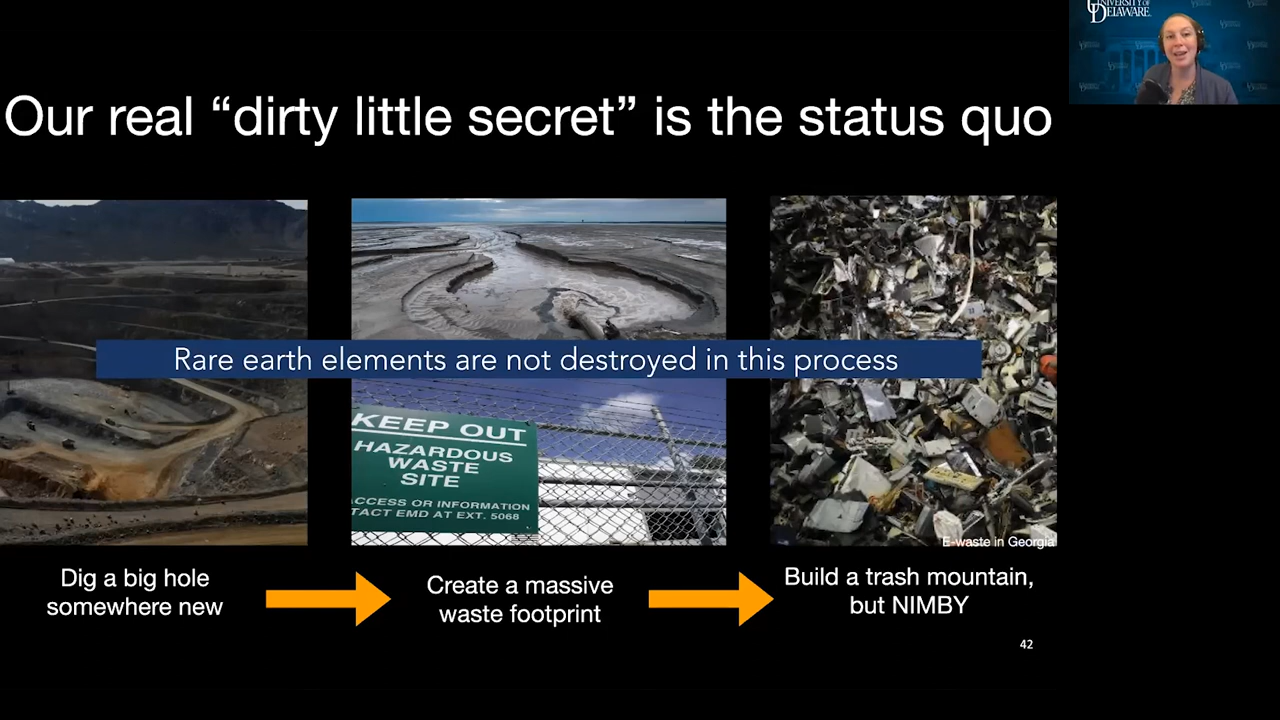 UNIVERSITY OF
DELAWARE
Our real “dirty little secret” is the status quo
Rare earth elements are not destroyed in this process
KEEP OUT
HAZARDOUS
WASTE
SITE
ACCESS OR INFORMATION
TACT EMD AT EXT. 5068
E-waste in Georgia
Dig a big hole
somewhere new
Create a massive
waste footprint
Build a trash mountain,
but NIMBY
42